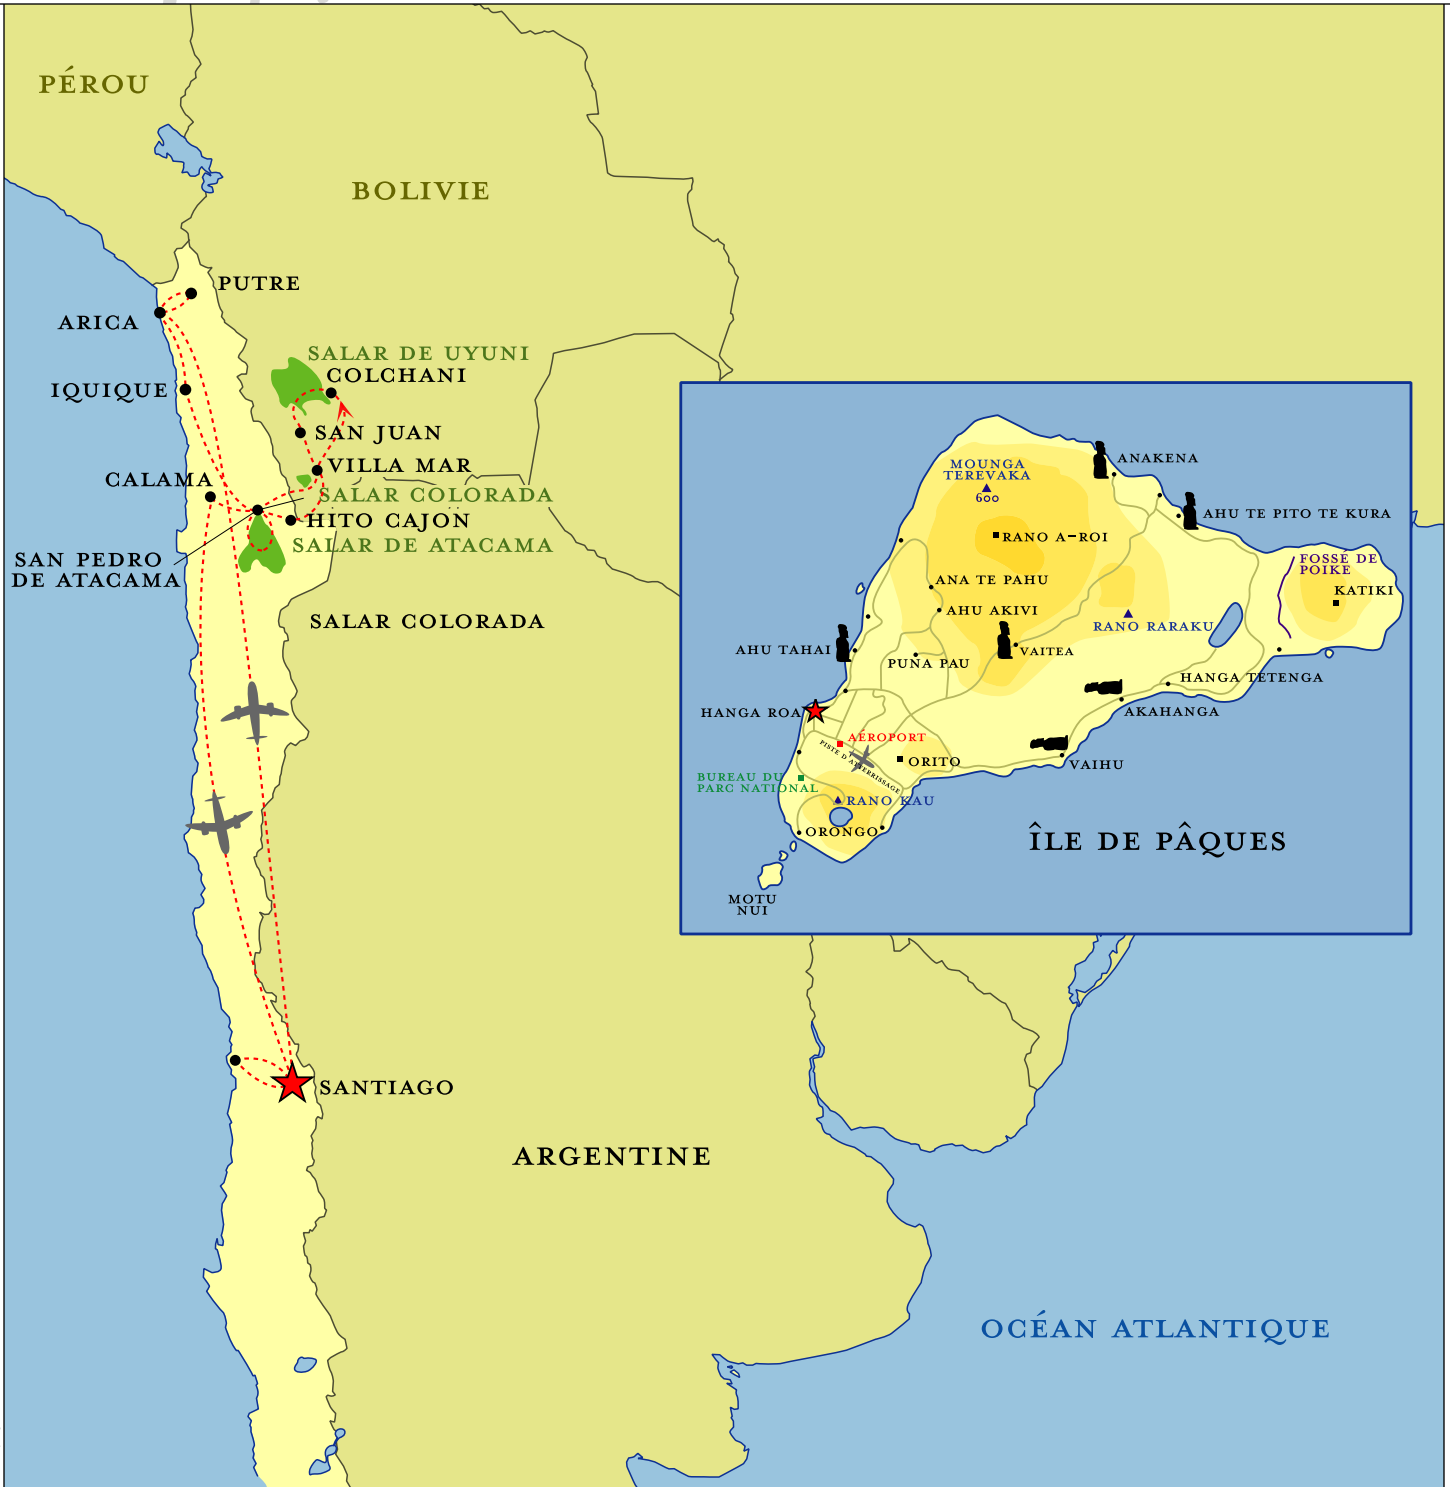 PÉROU
BOLIVIE
PUTRE
ARICA
SALAR DE UYUNI
COLCHANI
IQUIQUE
SAN JUAN
VILLA MAR
CALAMA
SALAR COLORADA
HITO CAJON
SALAR DE ATACAMA
SAN PEDRO
DE ATACAMA
SALAR COLORADA
SANTIAGO
ARGENTINE
OCÉAN ATLANTIQUE
MOUNGA
TEREVAKA
600
ANAKENA
AHU TE PITO TE KURA
RANO A-ROI
FOSSE DE
POIKE
KATIKI
ANA TE PAHU
AHU AKIVI
RANO RARAKU
AHU TAHAI
VAITEA
PUNA PAU
HANGA TETENGA
HANGA ROA
AKAHANGA
AÉROPORT
PISTE D'ATTERRISSAGE
ORITO
VAIHU
BUREAU DU
PARC NATIONAL
RANO KAU
ORONGO
ÎLE DE PÂQUES
MOTU
NUI